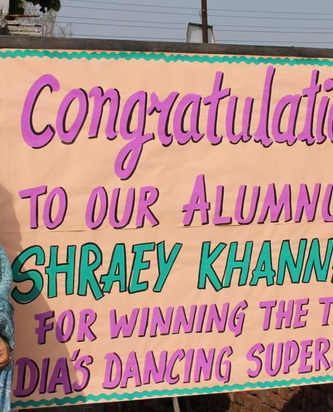 Congratulati
TO OUR ALUMNU
SHRAEY KHANN
FOR WINNING THE T
DIA'S DANCING SUPER